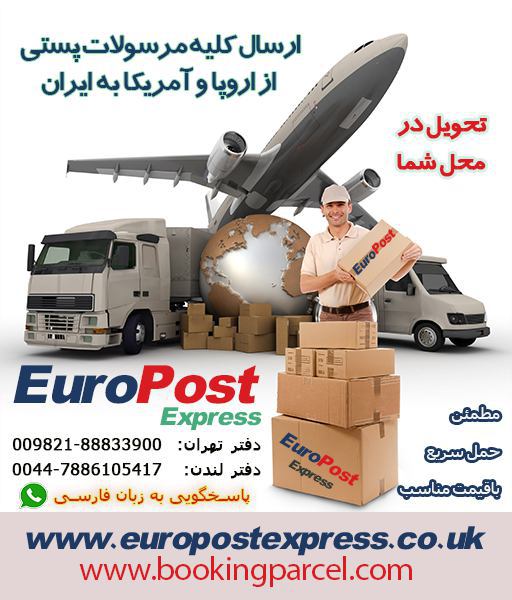 ارسال کلیه مرسولات پستی
از اروپا و آمریکا به ایران
تحویل در
محل شما
EuroPost
EuroPost
Express
EuroPost
Express
مطمئن
حمل سریع
باقیمت مناسب
دفتر تهران: 009821-88833900
دفتر لندن: 0044-7886105417
پاسخگویی به زبان فارسی
www.europostexpress.co.uk
www.bookingparcel.com